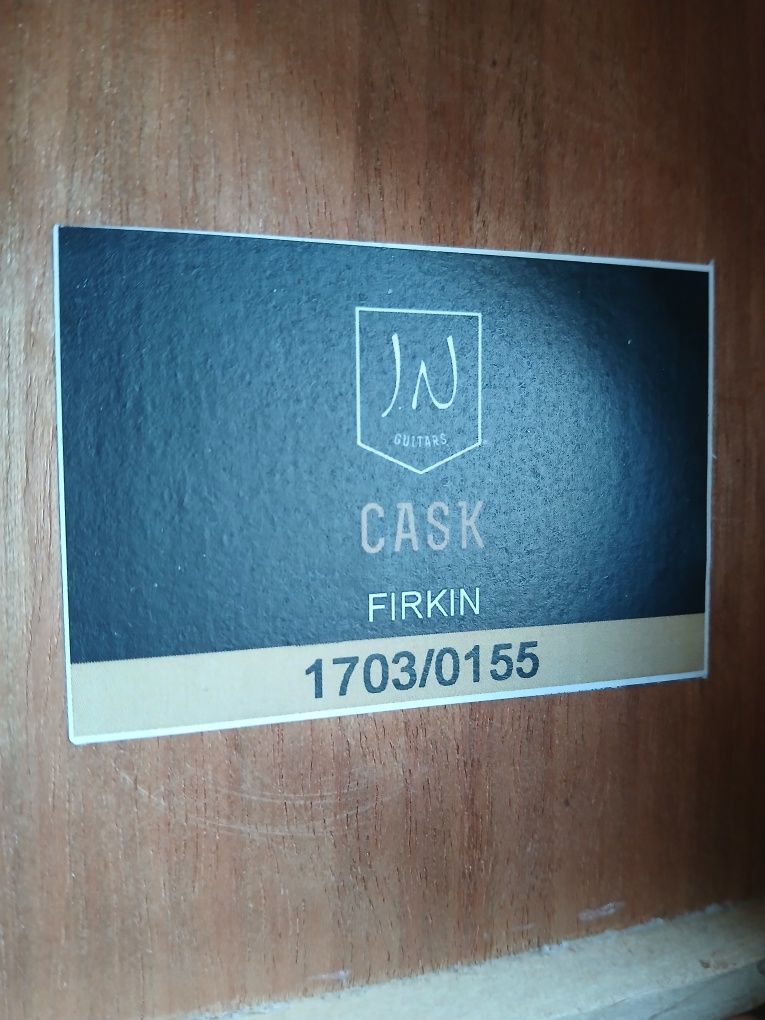 J.N
GUITARS
CASK
FIRKIN
1703/0155